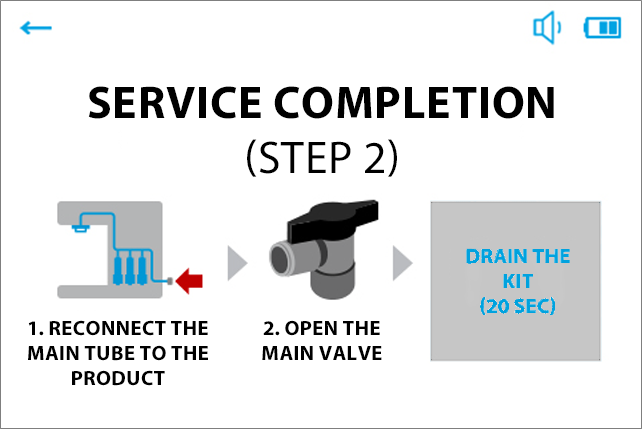 SERVICE COMPLETION
(STEP 2)
1. RECONNECT THE
MAIN TUBE TO THE
PRODUCT
2. OPEN THE
MAIN VALVE
DRAIN THE
KIT
(20 SEC)